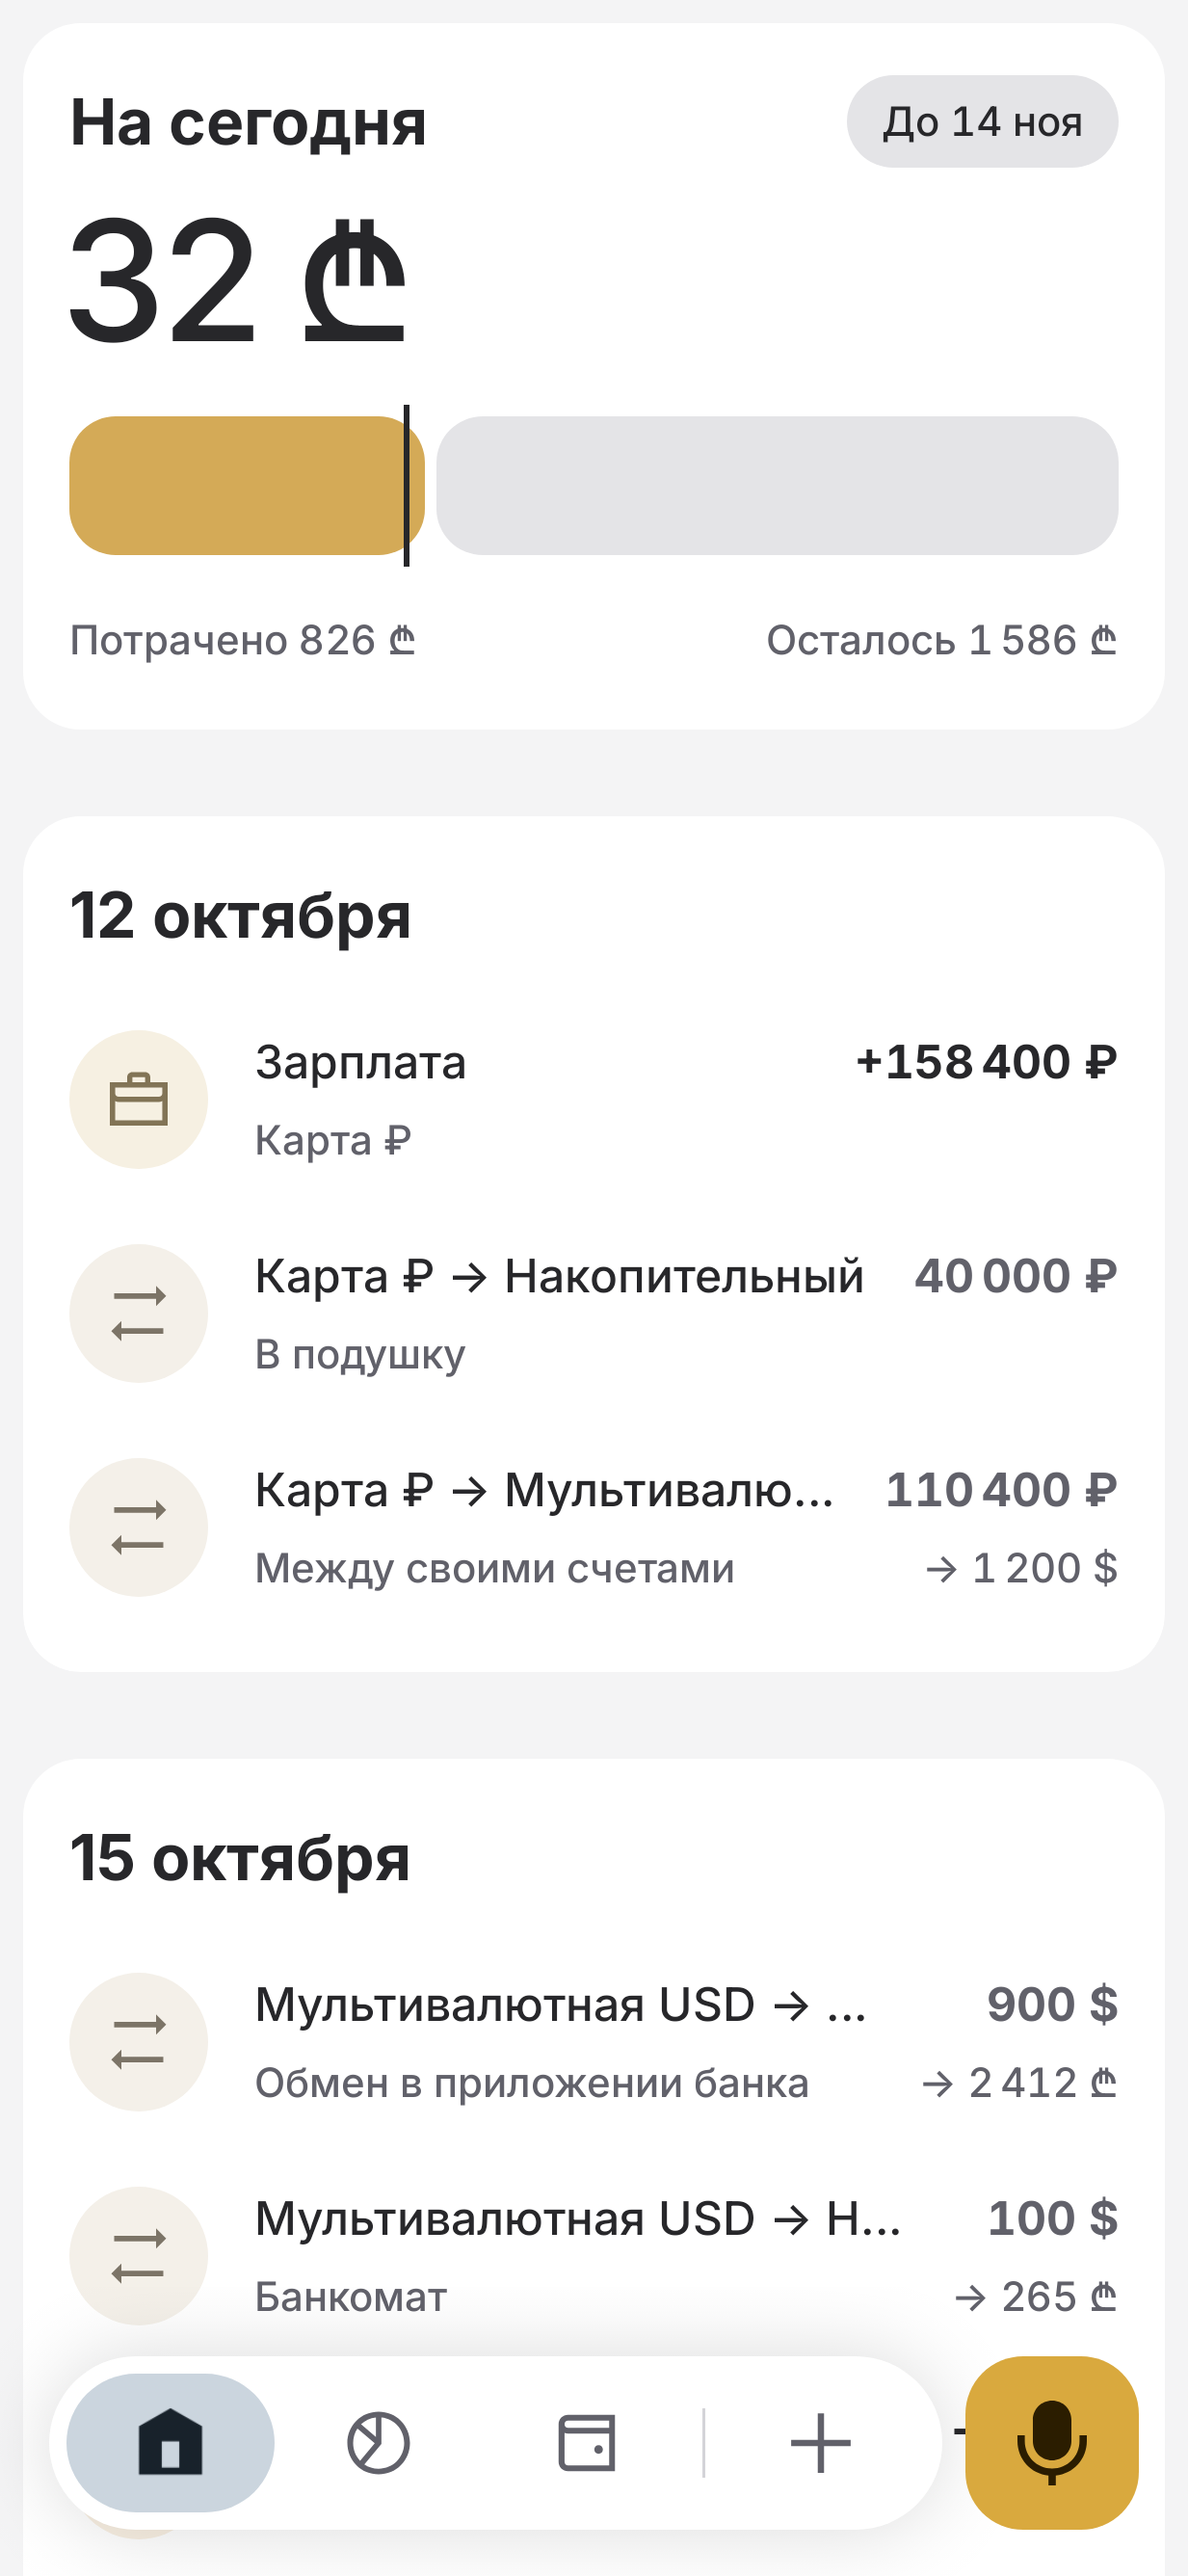 На сегодня
До 14 ноя
32 ₾
Потрачено 826 ₾
Осталось 1 586 ₾
12 октября
Зарплата
+158 400 ₽
Карта ₽
Карта ₽ → Накопительный
40 000 ₽
В подушку
Карта ₽ → Мультивалю...
110 400 ₽
Между своими счетами
→ 1 200 $
15 октября
Мультивалютная USD → ...
900 $
Обмен в приложении банка
→ 2 412 ₾
Мультивалютная USD → Н...
100 $
Банкомат
→ 265 ₾